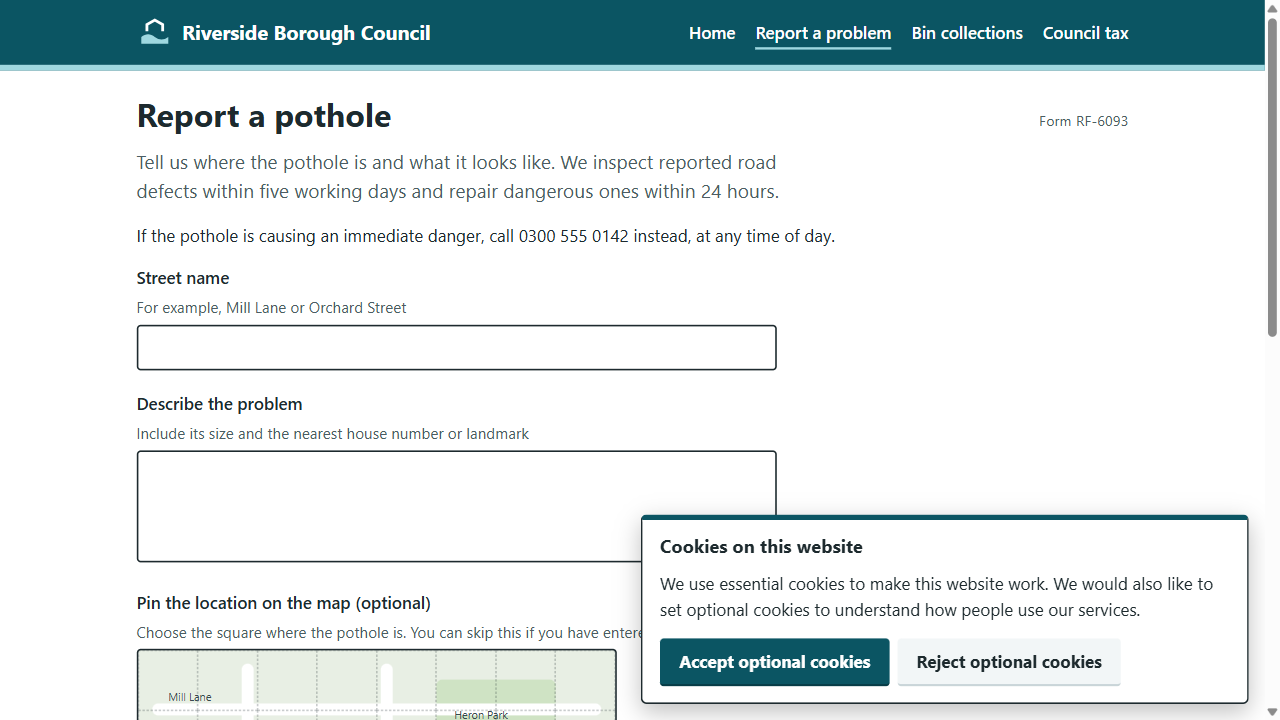 Riverside Borough Council
Home
Report a problem
Bin collections
Council tax
Report a pothole
Form RF-6093
Tell us where the pothole is and what it looks like. We inspect reported road
defects within five working days and repair dangerous ones within 24 hours.
If the pothole is causing an immediate danger, call 0300 555 0142 instead, at any time of day.
Street name
For example, Mill Lane or Orchard Street
Describe the problem
Include its size and the nearest house number or landmark
Pin the location on the map (optional)
Choose the square where the pothole is. You can skip this if you have
Mill Lane
Heron Park
Cookies on this website
We use essential cookies to make this website work. We would also like to
set optional cookies to understand how people use our services.
Accept optional cookies
Reject optional cookies